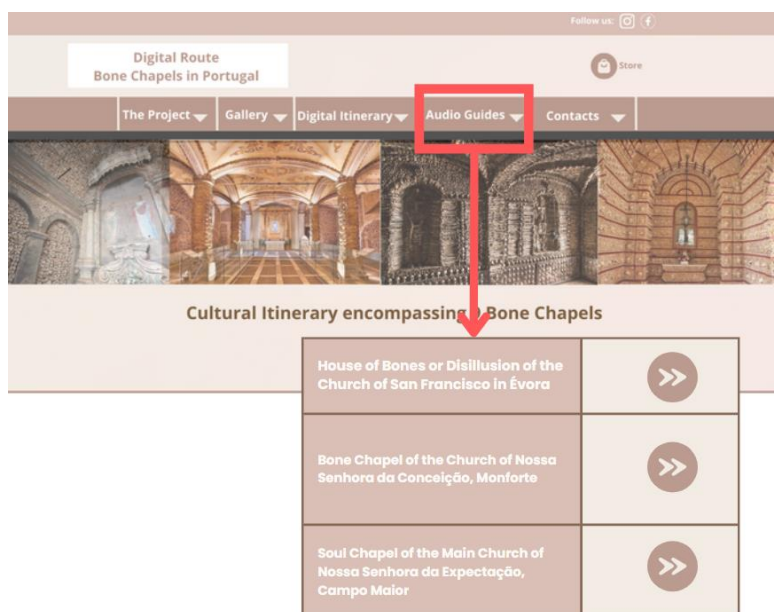 Follow us:
Digital Route
Bone Chapels in Portugal
Store
The Project
Gallery
Digital Itinerary
Audio Guides
Contacts
Cultural Itinerary encompassing 9 Bone Chapels
House of Bones or Disillusion of the
Church of San Francisco in Évora
Bone Chapel of the Church of Nossa
Senhora da Conceição, Monforte
Soul Chapel of the Main Church of
Nossa Senhora da Expectação,
Campo Maior